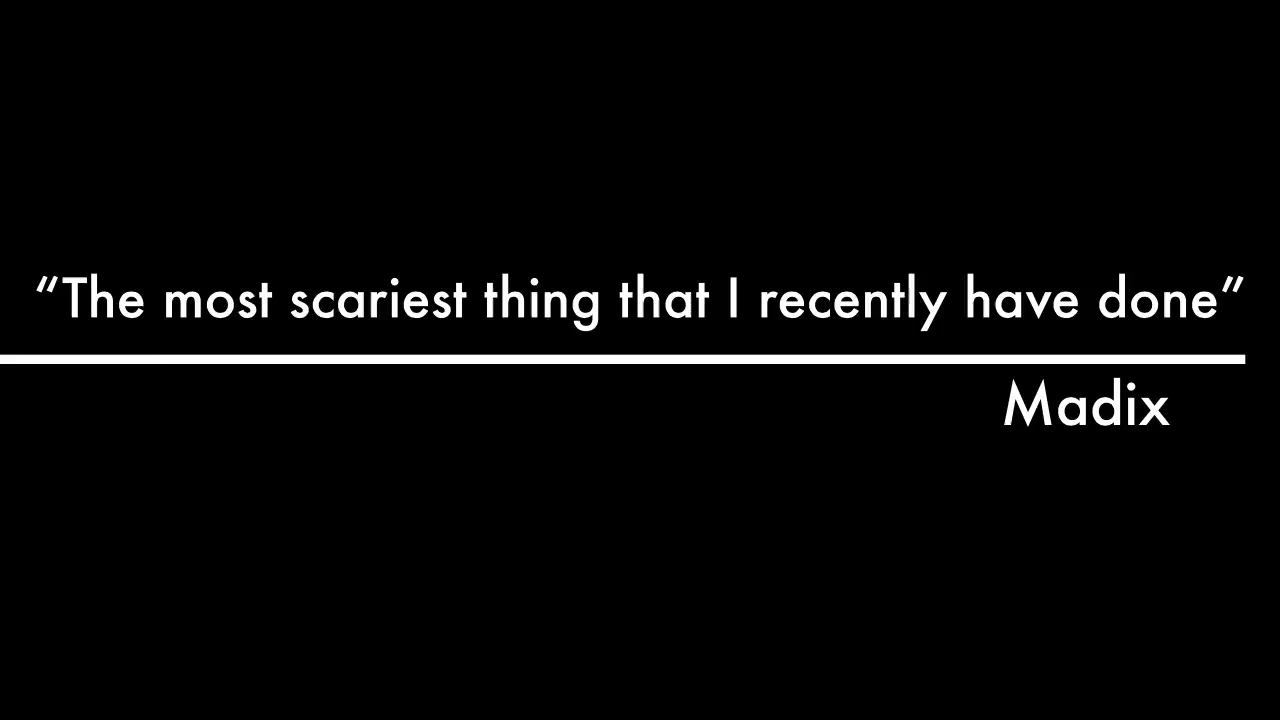 “The most scariest thing that I recently have done”
Madix